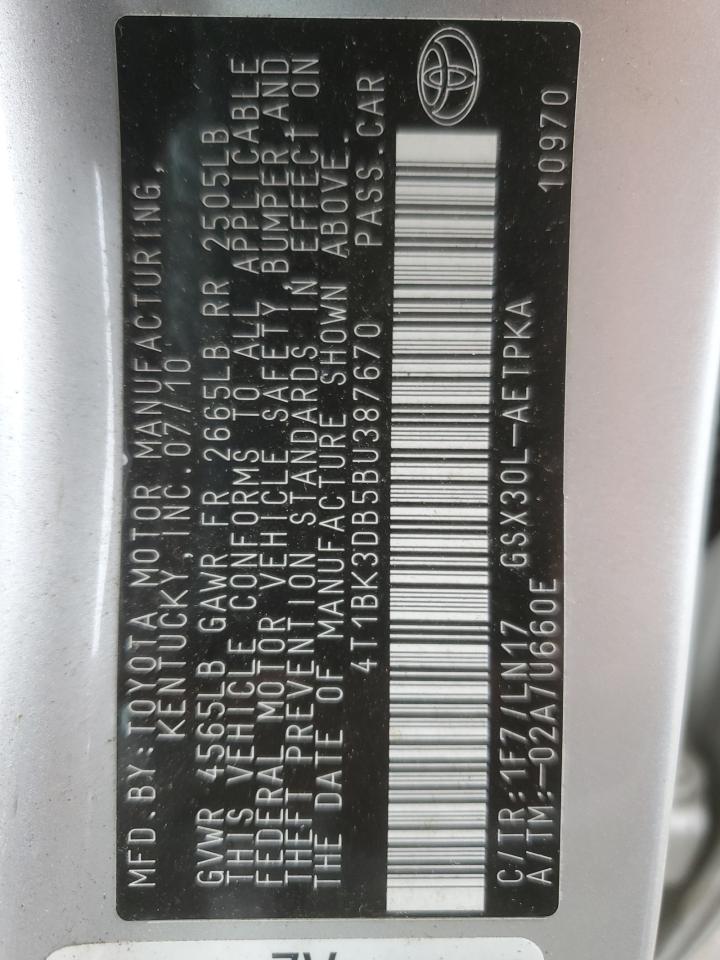 MFD.BY:TOYOTA MOTOR MANUFACTURING,
KENTUCKY,INC.07/10
GVWR 4565LB GAWR FR 2665LB RR 2505LB
THIS VEHICLE CONFORMS TO ALL APPLICABLE
FEDERAL MOTOR VEHICLE SAFETY, BUMPER,AND
THEFT PREVENTION STANDARDS IN EFFECT ON
THE DATE OF MANUFACTURE SHOWN ABOVE.
4T1BK3DB5BU387670 PASS.CAR
C/TR:1F7/LN17 GSX30L-AETPKA
A/TM:-02A/U660E 10970